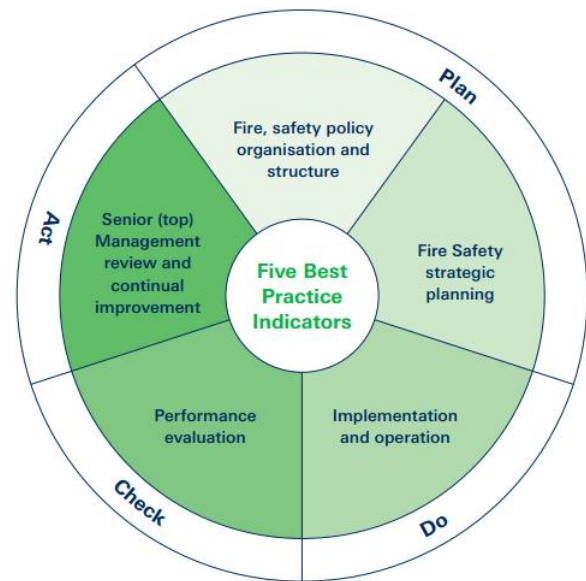 Plan
Fire, safety policy
organisation and
structure
Fire Safety
strategic
planning
Implementation
and operation
Do
Performance
evaluation
Check
Senior (top)
Management
review and
continual
improvement
Act
Five Best
Practice
Indicators